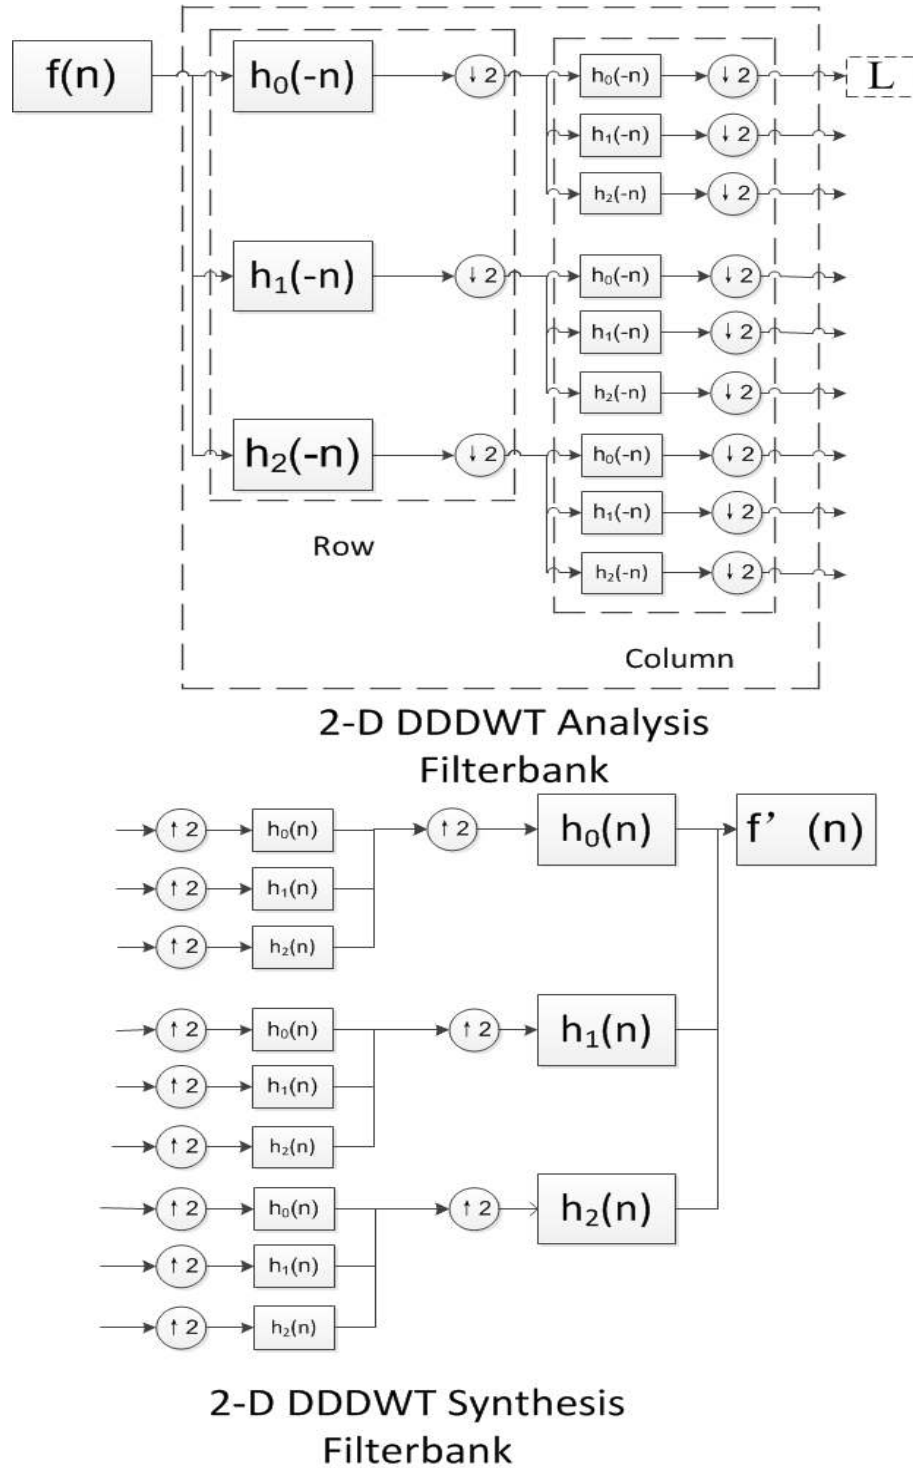 f(n) h₀(-n) ↓ 2 h₀(-n) ↓ 2 L
h₁(-n) ↓ 2
h₂(-n) ↓ 2
h₁(-n) ↓ 2 h₀(-n) ↓ 2
h₁(-n) ↓ 2
h₂(-n) ↓ 2
h₂(-n) ↓ 2 h₀(-n) ↓ 2
h₁(-n) ↓ 2
h₂(-n) ↓ 2
Row
Column
2-D DDDWT Analysis
Filterbank
↑ 2 h₀(n) ↑ 2 h₀(n) f' (n)
↑ 2 h₁(n)
↑ 2 h₂(n)
↑ 2 h₀(n) ↑ 2 h₁(n)
↑ 2 h₁(n)
↑ 2 h₂(n)
↑ 2 h₀(n) ↑ 2 h₂(n)
↑ 2 h₁(n)
↑ 2 h₂(n)
2-D DDDWT Synthesis
Filterbank